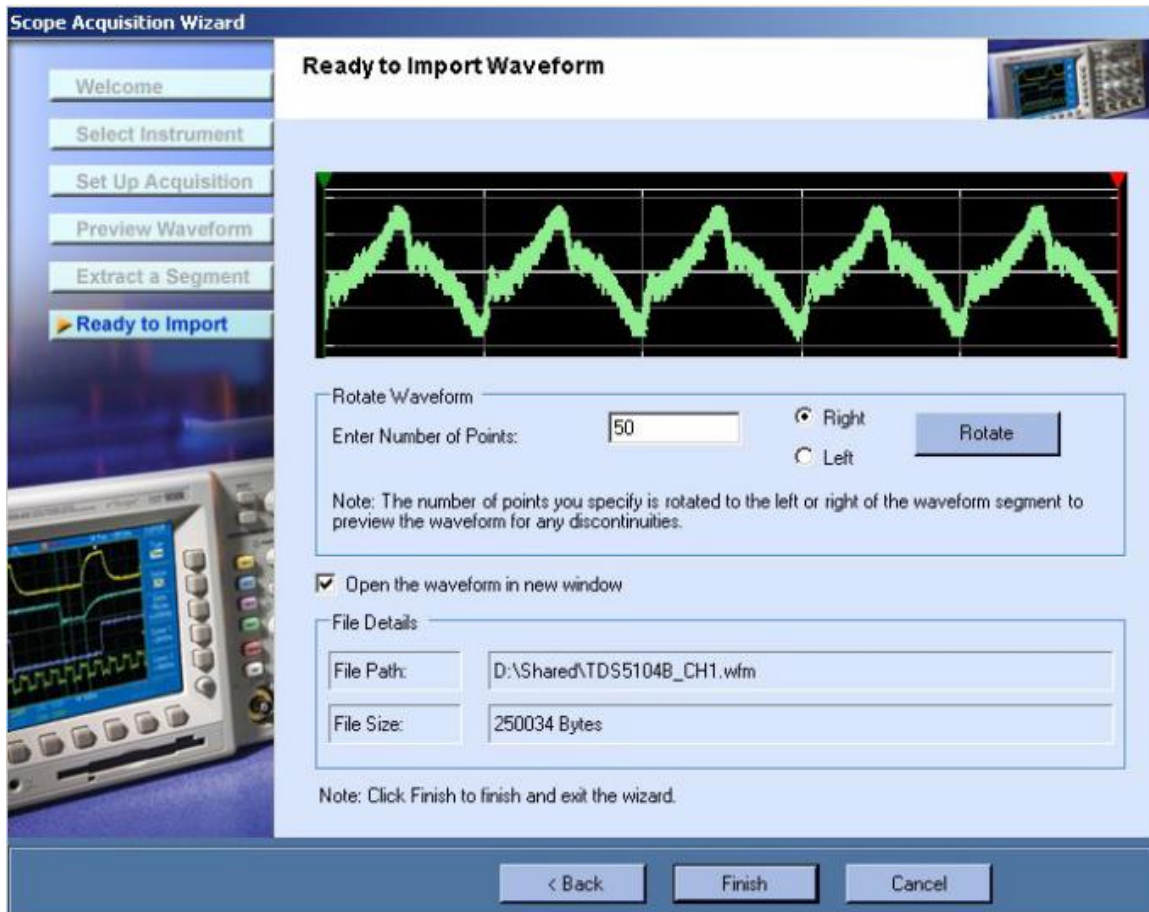 Scope Acquisition Wizard
Ready to Import Waveform
Welcome
Select Instrument
Set Up Acquisition
Preview Waveform
Extract a Segment
Ready to Import
Rotate Waveform
Enter Number of Points:
50
Right
Left
Rotate
Note: The number of points you specify is rotated to the left or right of the waveform segment to
preview the waveform for any discontinuities.
Open the waveform in new window
File Details
File Path:
D:\Shared\TDS5104B_CH1.wfm
File Size:
250034 Bytes
Note: Click Finish to finish and exit the wizard.
< Back
Finish
Cancel